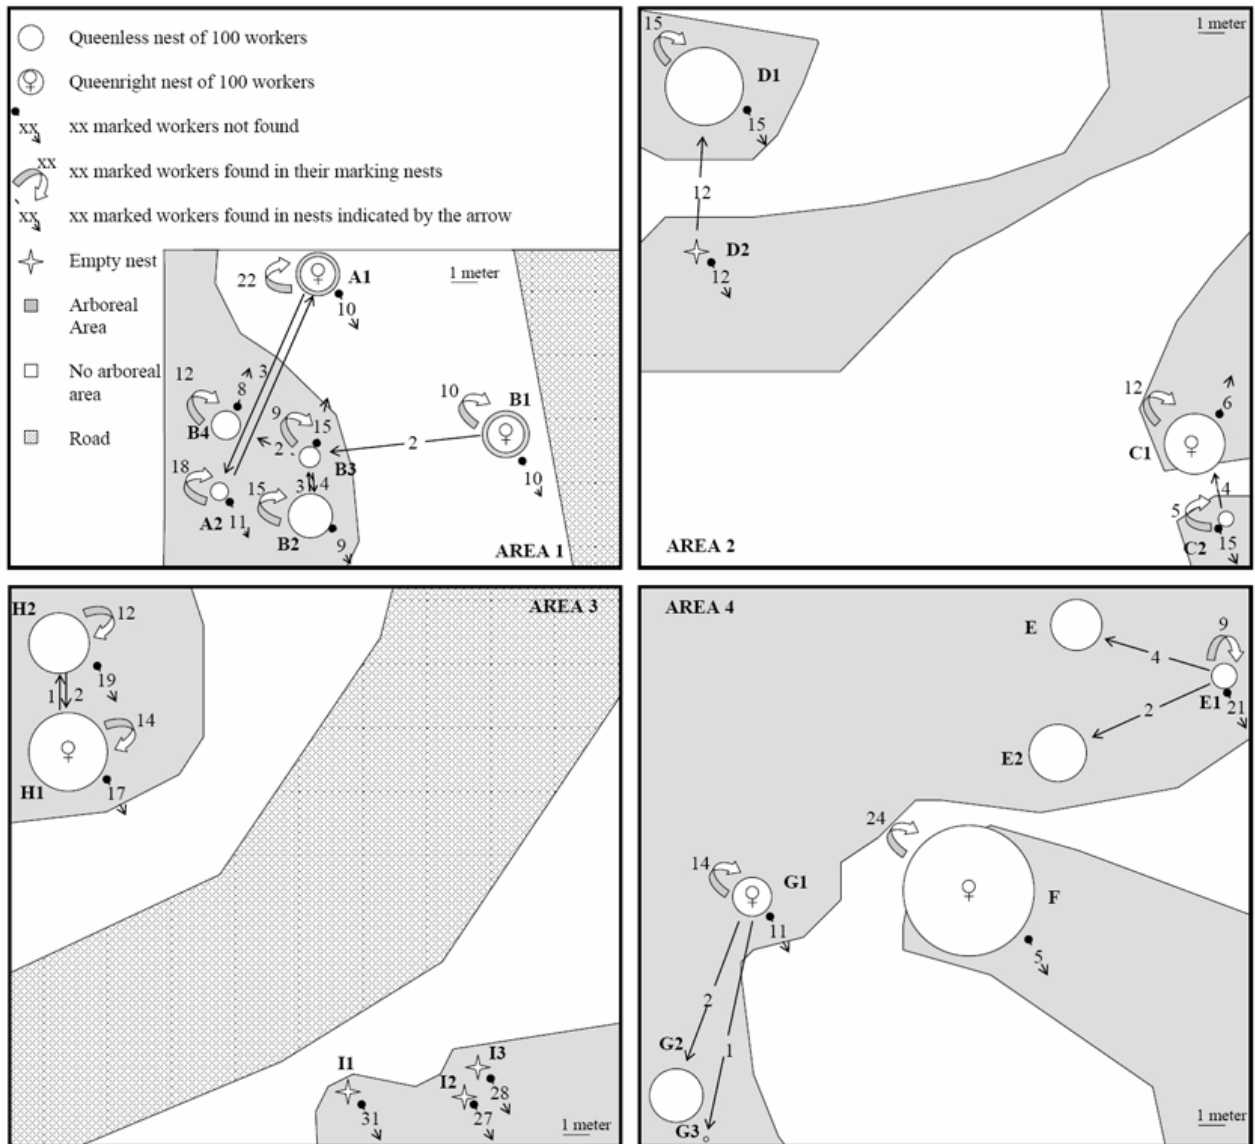 Queenless nest of 100 workers
Queenright nest of 100 workers
xx
xx marked workers not found
xx
xx marked workers found in their marking nests
xx
xx marked workers found in nests indicated by the arrow
Empty nest
Arboreal
Area
No arboreal
area
Road
22
A1
10
1 meter
12
8
3
B4
9
15
2
B3
10
B1
2
10
18
A2
11
15
3
4
B2
9
AREA 1
15
D1
15
1 meter
12
D2
12
12
6
C1
4
5
C2
15
AREA 2
H2
12
19
1
2
14
H1
17
AREA 3
I1
31
I2
27
I3
28
1 meter
AREA 4
E
4
9
E1
21
2
E2
24
F
5
14
G1
11
2
1
G2
G3
1 meter